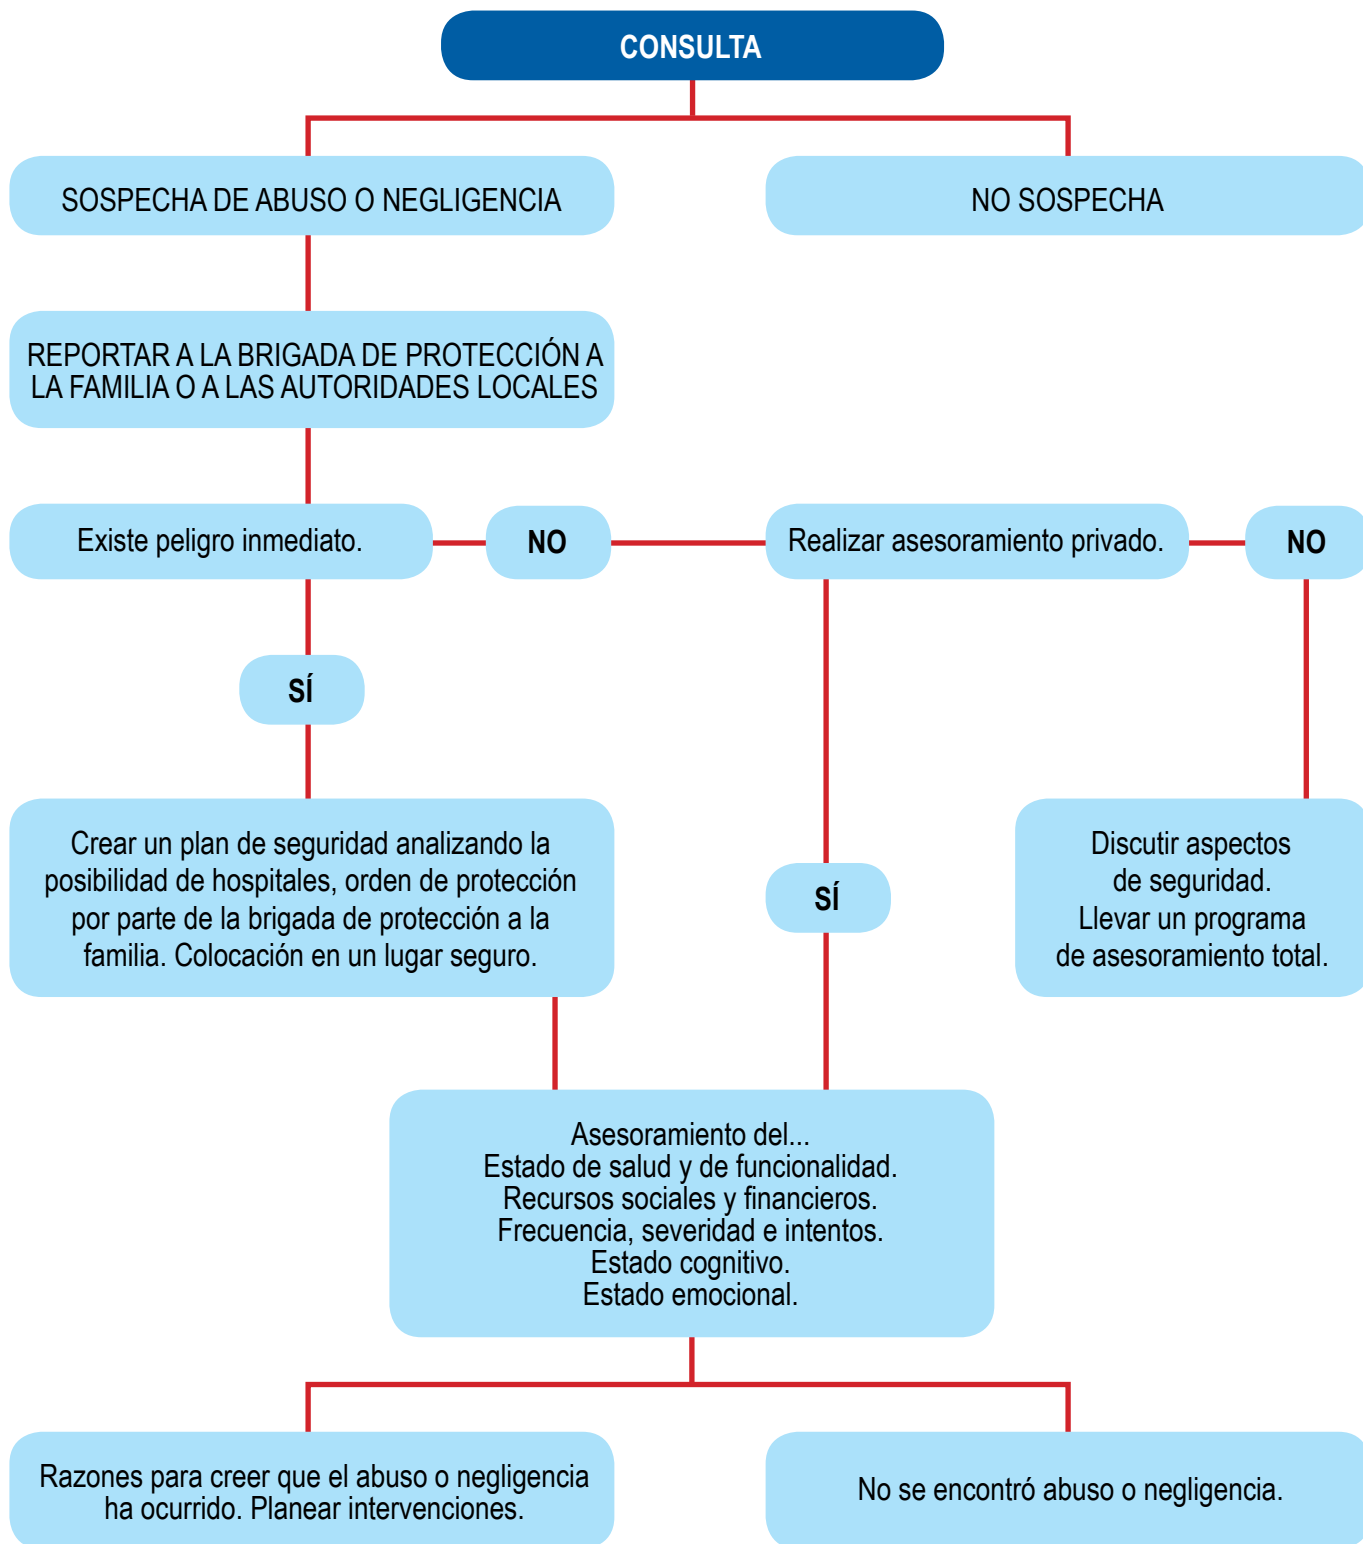 CONSULTA
SOSPECHA DE ABUSO O NEGLIGENCIA
NO SOSPECHA
REPORTAR A LA BRIGADA DE PROTECCIÓN A
LA FAMILIA O A LAS AUTORIDADES LOCALES
Existe peligro inmediato.
NO
Realizar asesoramiento privado.
NO
SÍ
Crear un plan de seguridad analizando la
posibilidad de hospitales, orden de protección
por parte de la brigada de protección a la
familia. Colocación en un lugar seguro.
SÍ
Discutir aspectos
de seguridad.
Llevar un programa
de asesoramiento total.
Asesoramiento del...
Estado de salud y de funcionalidad.
Recursos sociales y financieros.
Frecuencia, severidad e intentos.
Estado cognitivo.
Estado emocional.
Razones para creer que el abuso o negligencia
ha ocurrido. Planear intervenciones.
No se encontró abuso o negligencia.